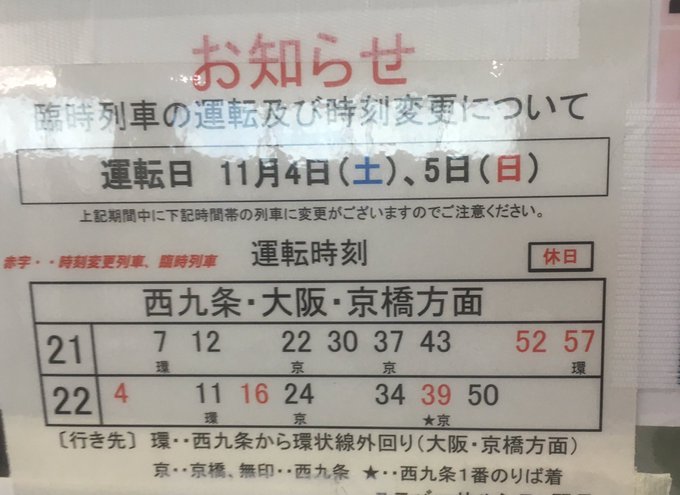 お知らせ
臨時列車の運転及び時刻変更について
運転日 11月4日(土)、5日(日)
上記期間中に下記時間帯の列車に変更がございますのでご注意ください。
赤字・・時刻変更列車、臨時列車 運転時刻 休日
西九条・大阪・京橋方面
21 7 12 22 30 37 43 52 57
環 京 京 環
22 4 11 16 24 34 39 50
環 京 ★京
〔行き先〕 環・・西九条から環状線外回り(大阪・京橋方面)
京・・京橋、無印・・西九条 ★・・西九条1番のりば着